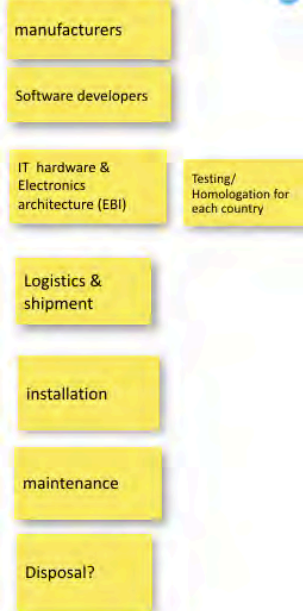 manufacturers
Software developers
IT hardware &
Electronics
architecture (EBI)
Testing/
Homologation for
each country
Logistics &
shipment
installation
maintenance
Disposal?